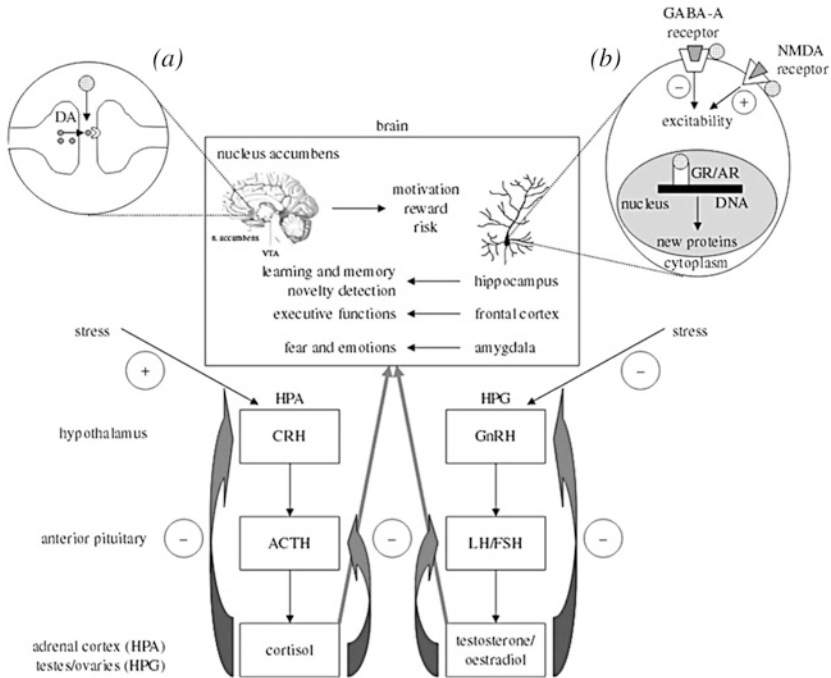 (a)
DA
(b)
GABA-A
receptor
NMDA
receptor
−
+
excitability
GR/AR
nucleus
DNA
new proteins
cytoplasm
brain
nucleus accumbens
n. accumbens
VTA
motivation
reward
risk
learning and memory
novelty detection
hippocampus
executive functions
frontal cortex
fear and emotions
amygdala
stress
+
stress
−
HPA
HPG
hypothalamus
CRH
GnRH
anterior pituitary
−
ACTH
−
LH/FSH
−
adrenal cortex (HPA)
testes/ovaries (HPG)
cortisol
testosterone/
oestradiol